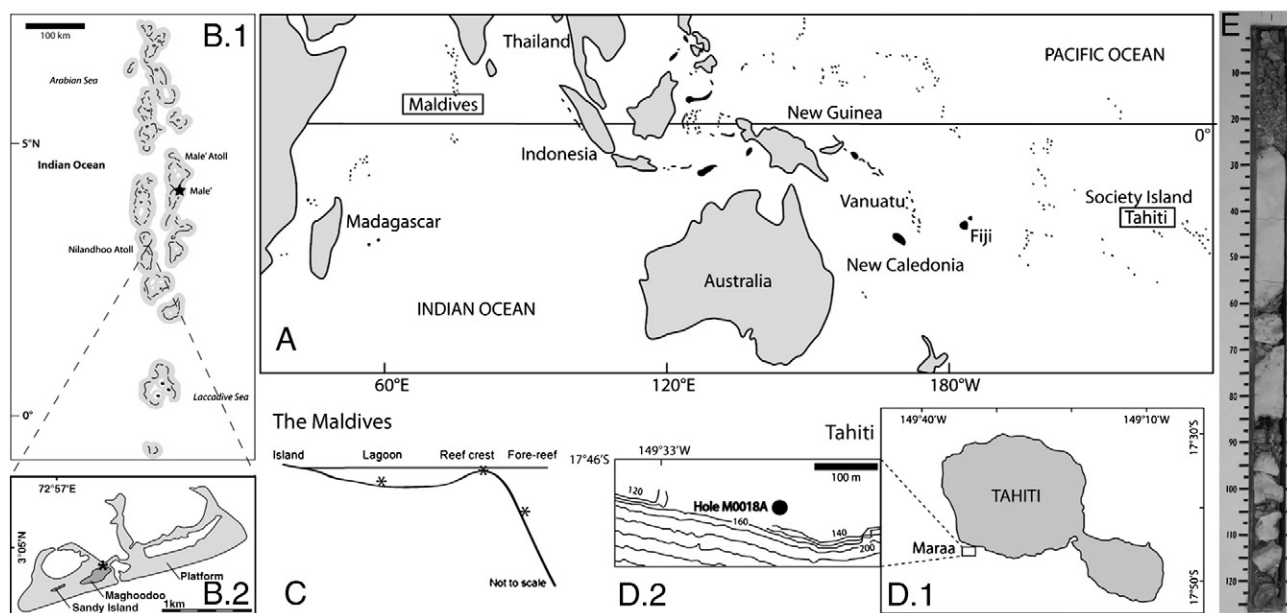 B.1
100 km
Arabian Sea
5°N
Indian Ocean
Male' Atoll
Male'
Nilandhoo Atoll
0°
Laccadive Sea
72°57'E
3°05'N
Platform
Maghoodoo
Sandy Island
1km
B.2
Thailand
PACIFIC OCEAN
Maldives
New Guinea
0°
Indonesia
Society Island
Tahiti
Vanuatu
Madagascar
Fiji
New Caledonia
Australia
INDIAN OCEAN
A
60°E
120°E
180°W
The Maldives
Island
Lagoon
Reef crest
Fore-reef
Not to scale
C
Tahiti
149°33'W
17°46'S
100 m
120
Hole M0018A
160
140
200
D.2
149°40'W
149°10'W
17°30'S
TAHITI
Maraa
17°50'S
D.1
E
10
20
30
40
50
60
70
80
90
100
110
120